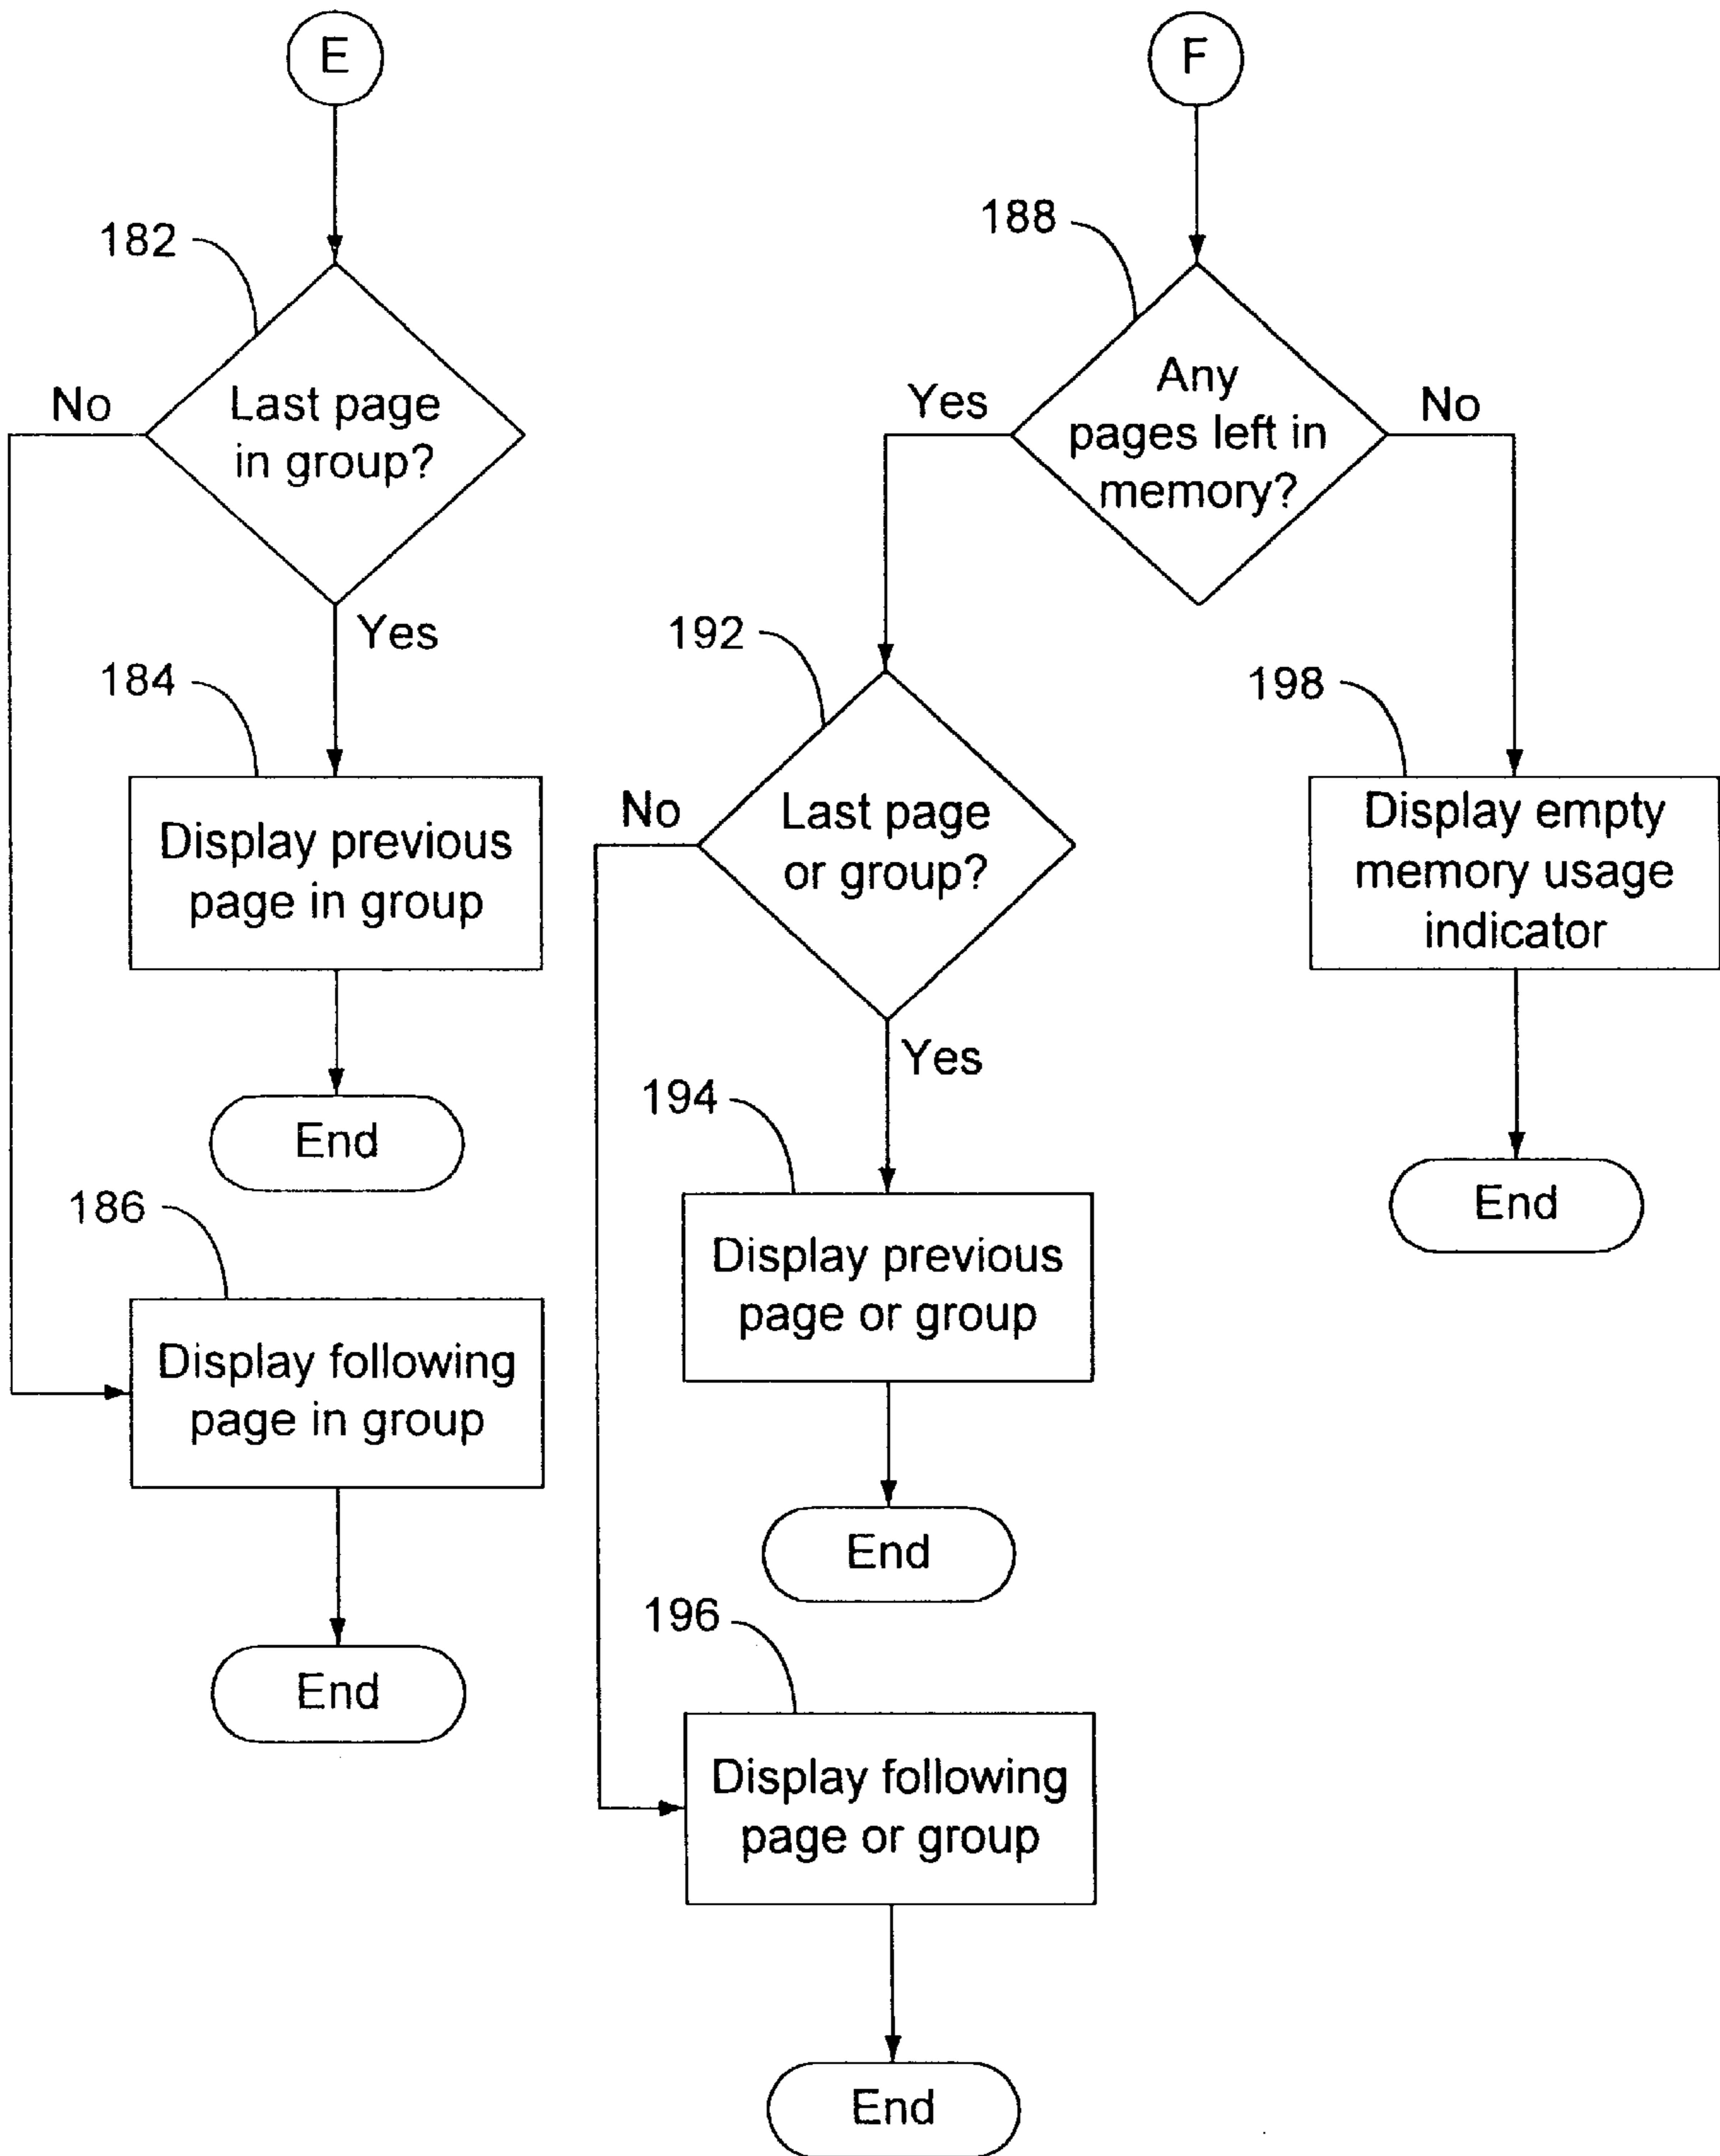 E
182
No
Last page
in group?
Yes
184
Display previous
page in group
End
186
Display following
page in group
End
F
188
Any
pages left in
memory?
Yes
No
192
Last page
or group?
No
Yes
194
Display previous
page or group
End
196
Display following
page or group
End
198
Display empty
memory usage
indicator
End